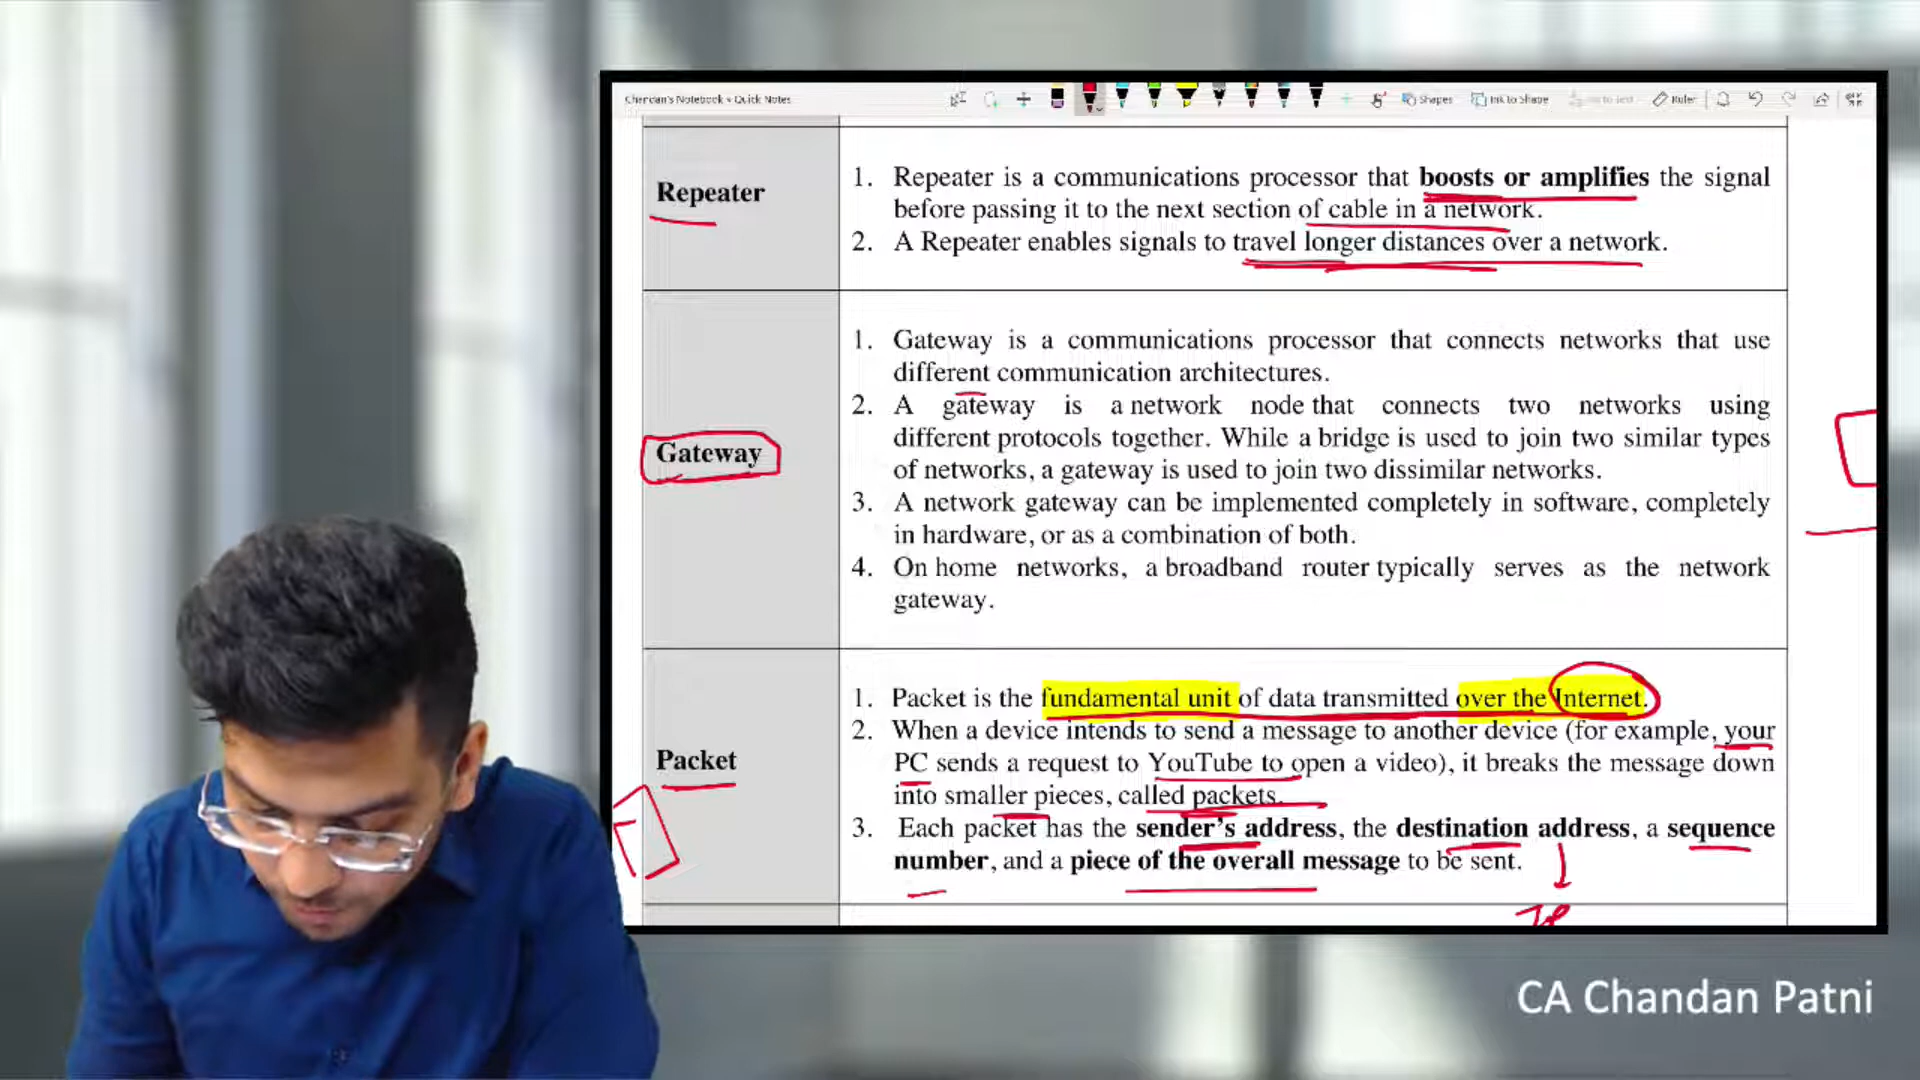 Chandan's Notebook » Quick Notes
Shapes
Ink to Shape
Ruler
Repeater
1. Repeater is a communications processor that boosts or amplifies the signal
before passing it to the next section of cable in a network.
2. A Repeater enables signals to travel longer distances over a network.
Gateway
1. Gateway is a communications processor that connects networks that use
different communication architectures.
2. A gateway is a network node that connects two networks using
different protocols together. While a bridge is used to join two similar types
of networks, a gateway is used to join two dissimilar networks.
3. A network gateway can be implemented completely in software, completely
in hardware, or as a combination of both.
4. On home networks, a broadband router typically serves as the network
gateway.
Packet
1. Packet is the fundamental unit of data transmitted over the Internet.
2. When a device intends to send a message to another device (for example, your
PC sends a request to YouTube to open a video), it breaks the message down
into smaller pieces, called packets.
3. Each packet has the sender's address, the destination address, a sequence
number, and a piece of the overall message to be sent.
CA Chandan Patni